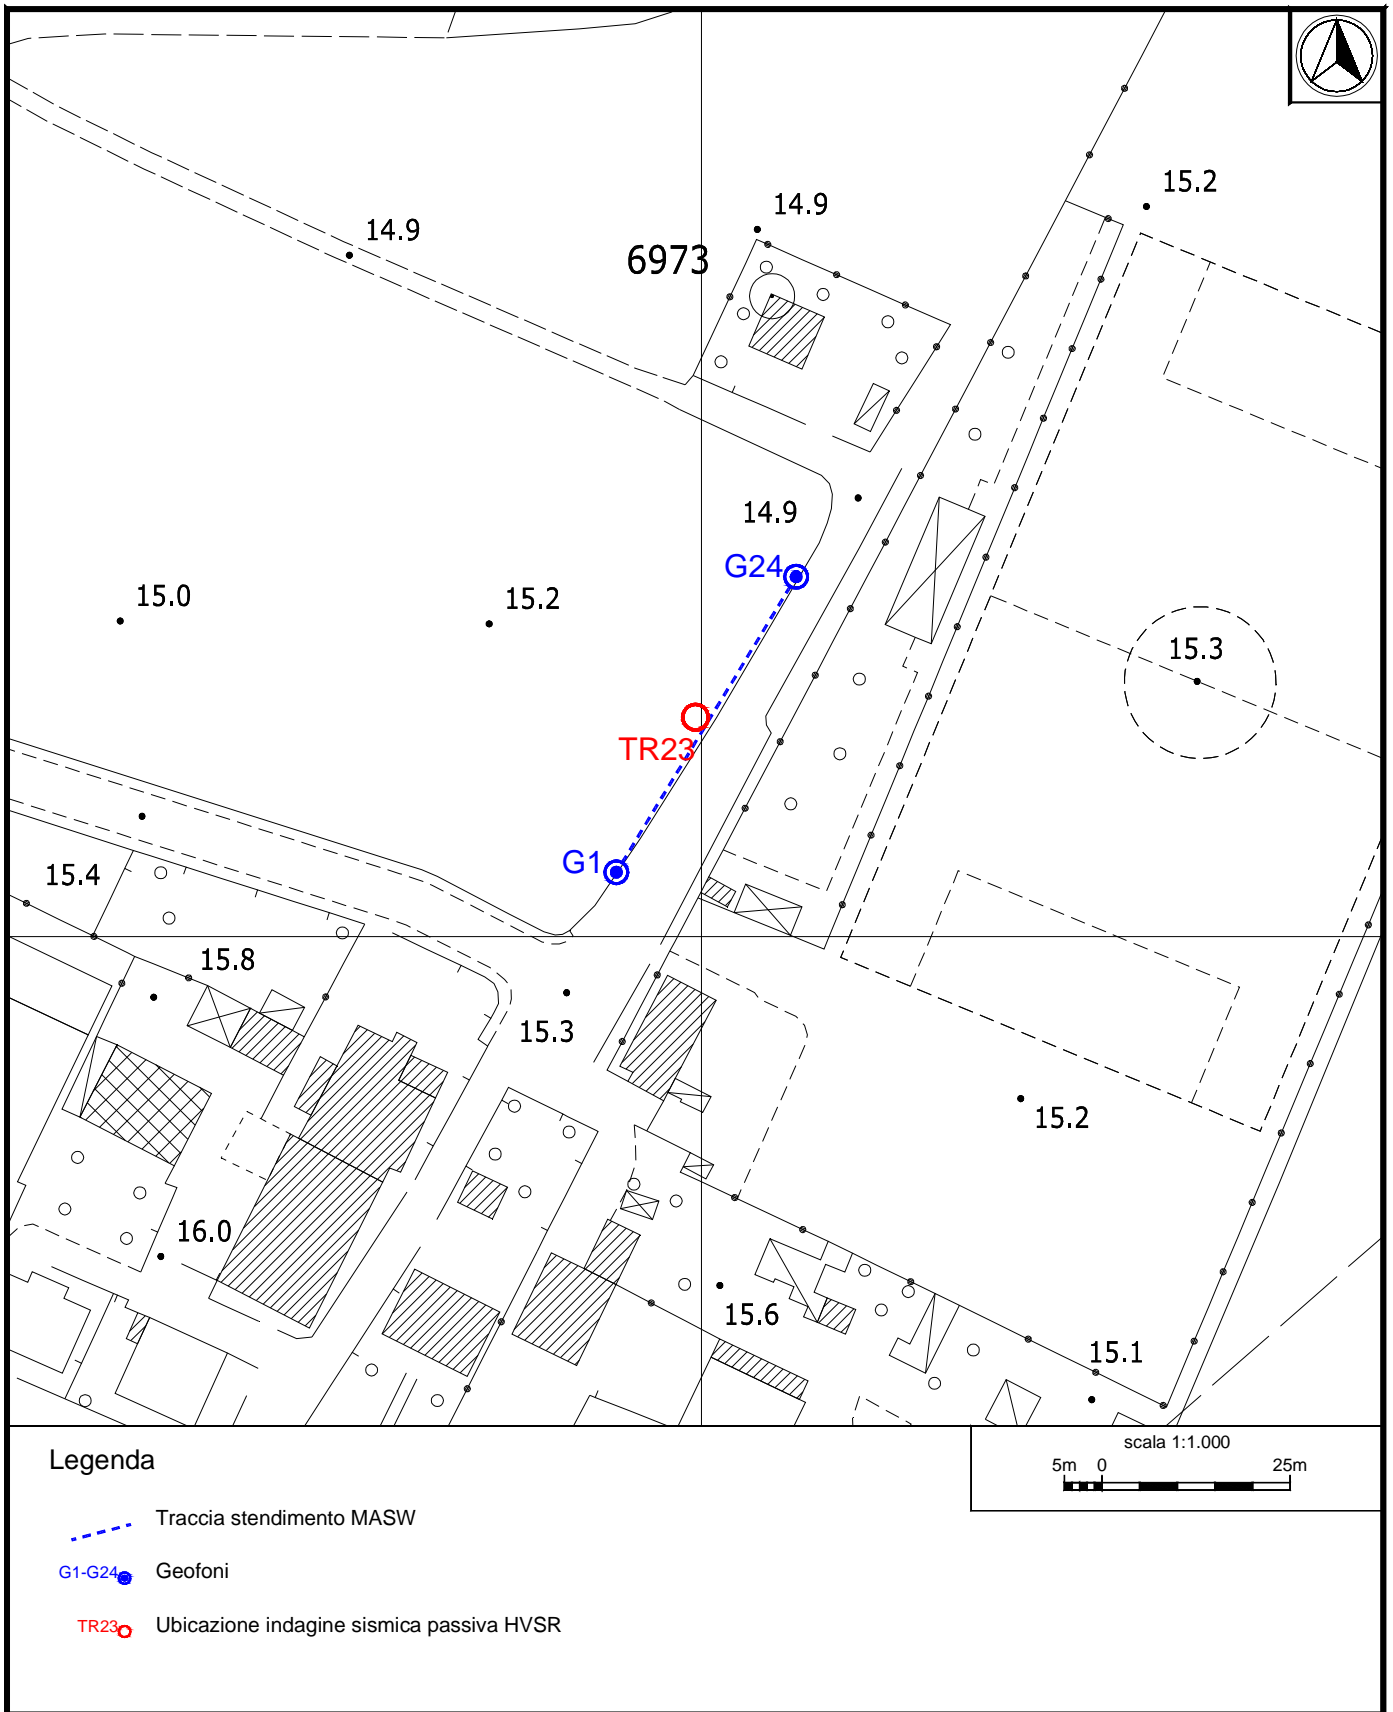 15.2
14.9
14.9
6973
14.9
G24
15.0
15.2
15.3
TR23
G1
15.4
15.8
15.3
15.2
16.0
15.6
15.1
scala 1:1.000
5m 0 25m
Legenda
Traccia stendimento MASW
G1-G24 Geofoni
TR23 Ubicazione indagine sismica passiva HVSR